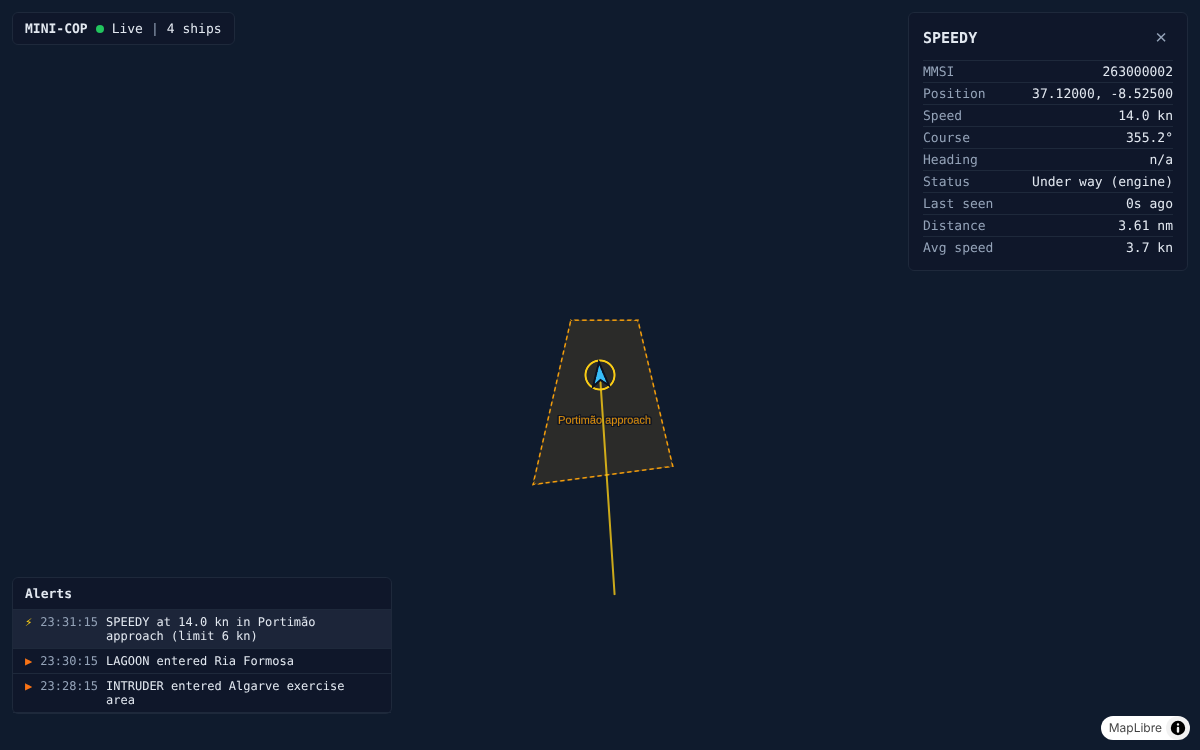 MINI-COP ● Live | 4 ships
SPEEDY ×
MMSI 263000002
Position 37.12000, -8.52500
Speed 14.0 kn
Course 355.2°
Heading n/a
Status Under way (engine)
Last seen 0s ago
Distance 3.61 nm
Avg speed 3.7 kn
Portimão approach
Alerts
⚡ 23:31:15 SPEEDY at 14.0 kn in Portimão
approach (limit 6 kn)
▶ 23:30:15 LAGOON entered Ria Formosa
▶ 23:28:15 INTRUDER entered Algarve exercise
area
MapLibre